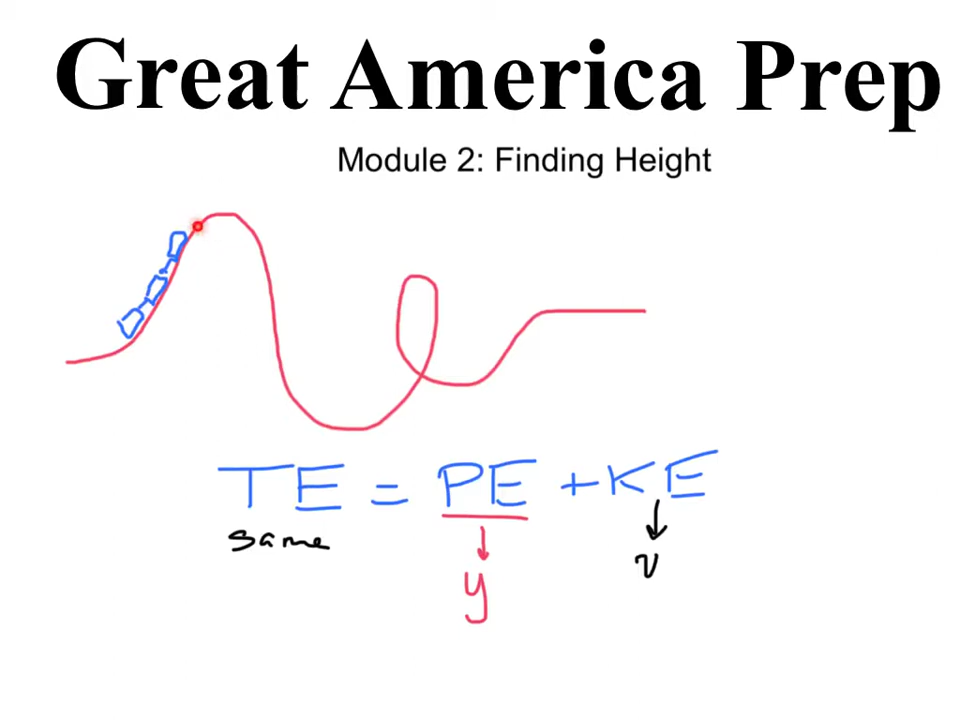 Great America Prep
Module 2: Finding Height
TE = PE + KE
same
v
y